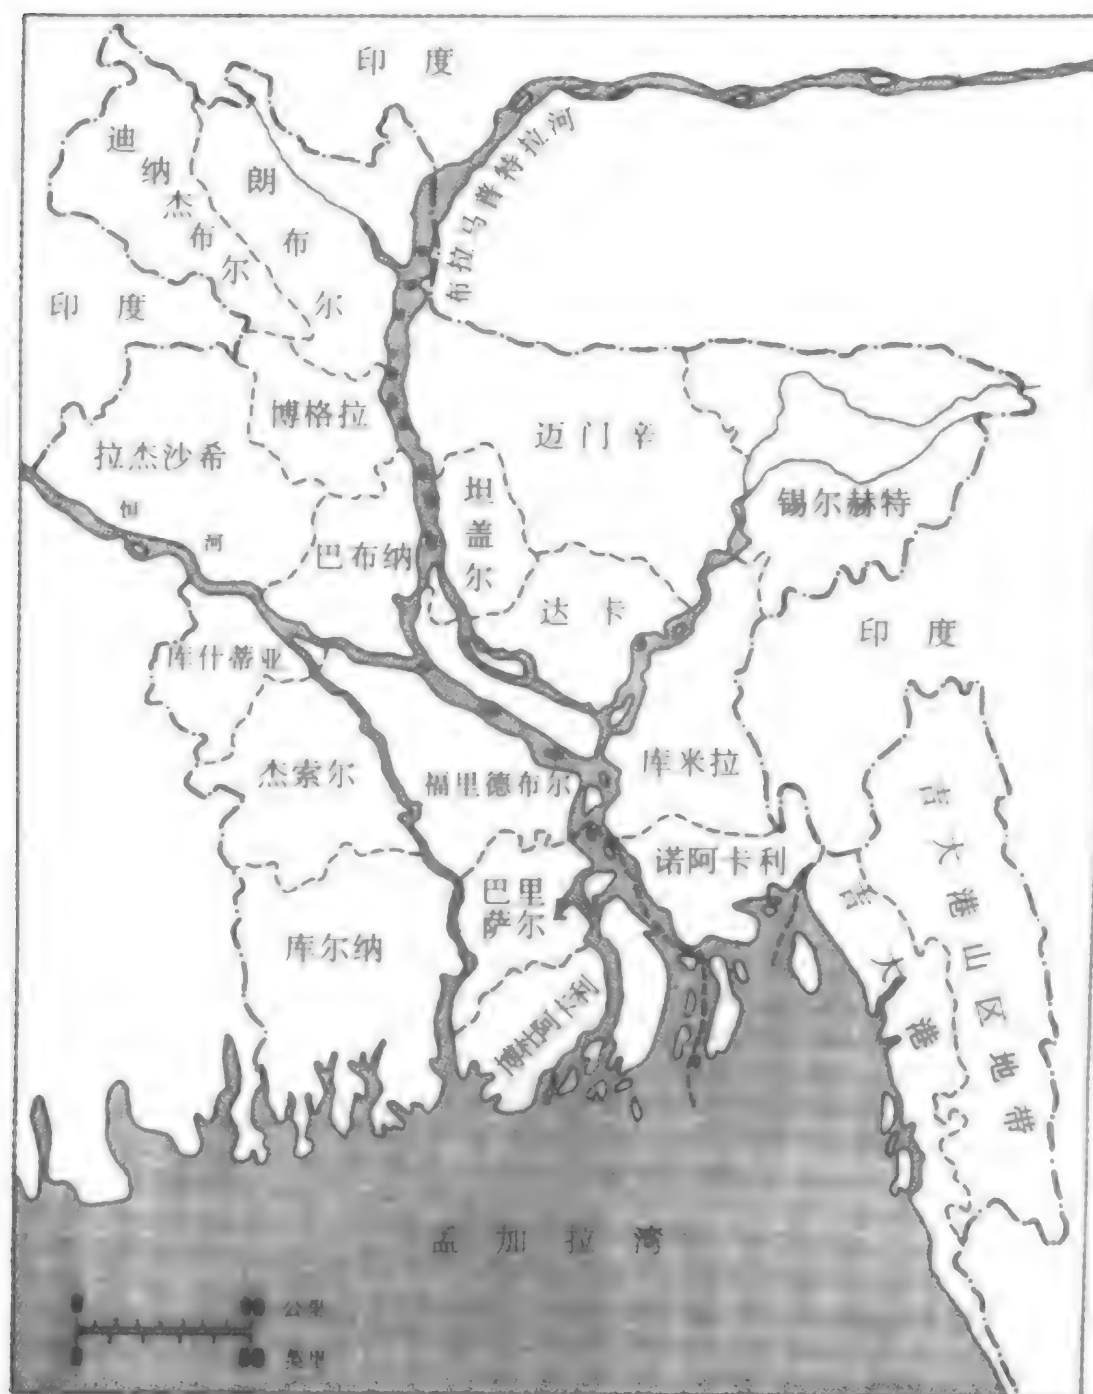 印度
布拉马普特拉河
迪纳杰布尔
朗布尔
印度
博格拉
迈门辛
拉杰沙希
坦盖尔
锡尔赫特
恒河
巴布纳
达卡
印度
库什蒂亚
杰索尔
福里德布尔
库米拉
诺阿卡利
吉大港山区地带
吉大港
巴里
萨尔
库尔纳
博杜阿卡利
孟加拉湾
0
公里
0
英里